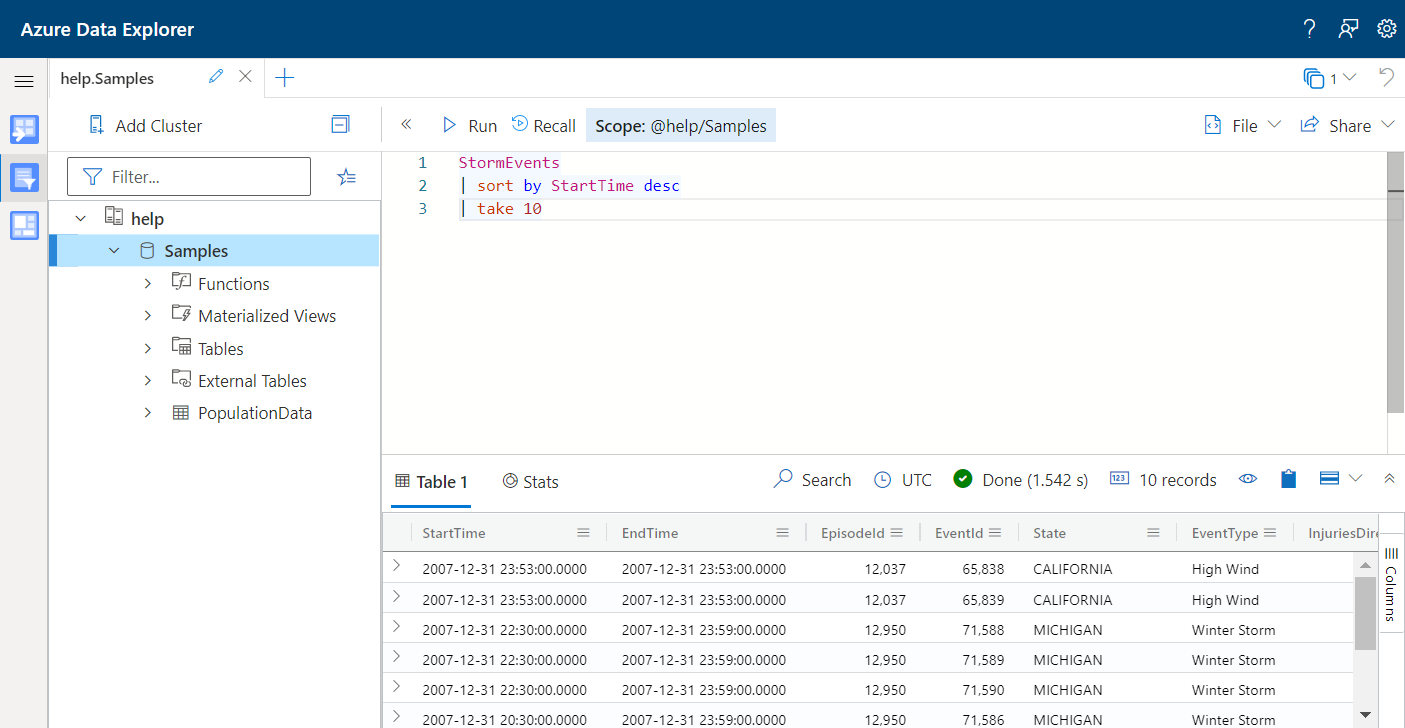 Azure Data Explorer
help.Samples
1
Add Cluster
Run Recall Scope: @help/Samples File Share
Filter...
help
Samples
Functions
Materialized Views
Tables
External Tables
PopulationData
1 StormEvents
2 | sort by StartTime desc
3 | take 10
Table 1 Stats Search UTC Done (1.542 s) 123 10 records
StartTime EndTime EpisodeId EventId State EventType InjuriesDire
2007-12-31 23:53:00.0000 2007-12-31 23:53:00.0000 12,037 65,838 CALIFORNIA High Wind
2007-12-31 23:53:00.0000 2007-12-31 23:53:00.0000 12,037 65,839 CALIFORNIA High Wind
2007-12-31 22:30:00.0000 2007-12-31 23:59:00.0000 12,950 71,588 MICHIGAN Winter Storm
2007-12-31 22:30:00.0000 2007-12-31 23:59:00.0000 12,950 71,589 MICHIGAN Winter Storm
2007-12-31 22:30:00.0000 2007-12-31 23:59:00.0000 12,950 71,590 MICHIGAN Winter Storm
2007-12-31 20:30:00.0000 2007-12-31 23:59:00.0000 12,950 71,586 MICHIGAN Winter Storm
Columns